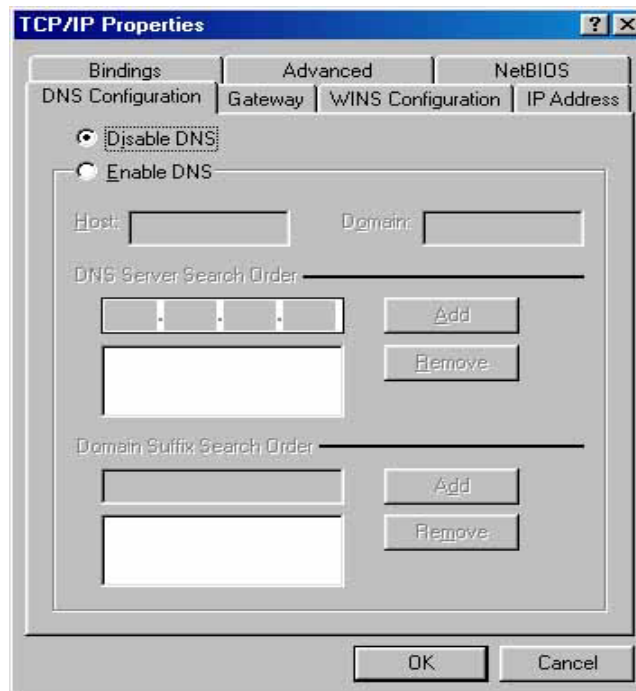 TCP/IP Properties
Bindings Advanced NetBIOS
DNS Configuration Gateway WINS Configuration IP Address
Disable DNS
Enable DNS
Host: Domain:
DNS Server Search Order
Add
Remove
Domain Suffix Search Order
Add
Remove
OK Cancel